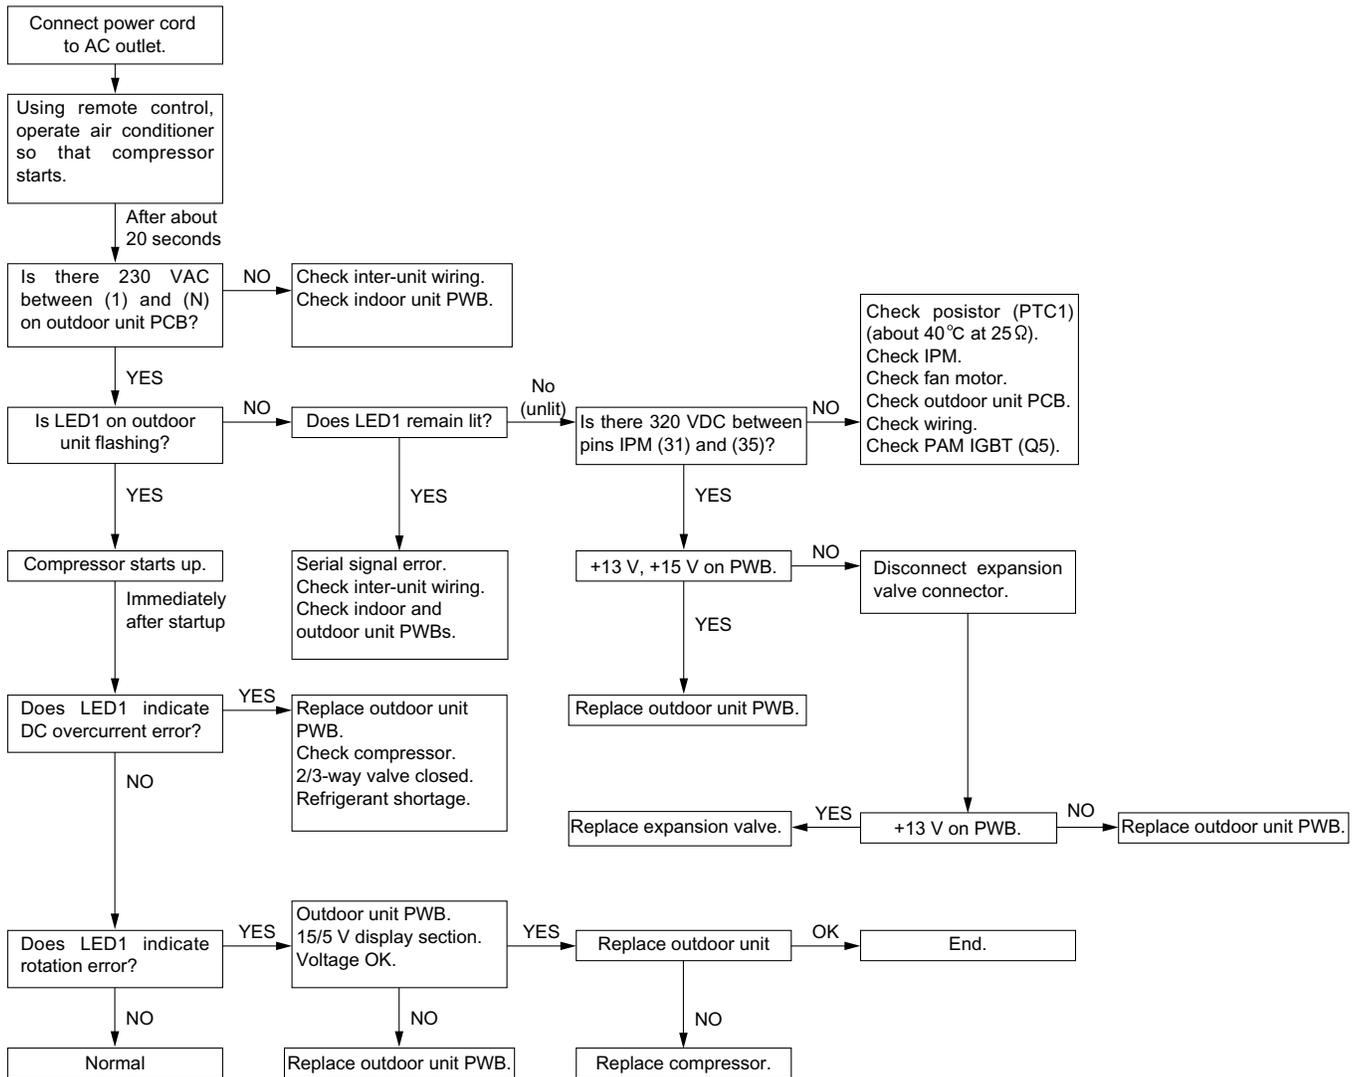 Connect power cord
to AC outlet.
Using remote control,
operate air conditioner
so that compressor
starts.
After about
20 seconds
Is there 230 VAC
between (1) and (N)
on outdoor unit PCB?
NO
Check inter-unit wiring.
Check indoor unit PWB.
YES
Is LED1 on outdoor
unit flashing?
NO
Does LED1 remain lit?
No
(unlit)
Is there 320 VDC between
pins IPM (31) and (35)?
NO
Check posistor (PTC1)
(about 40℃ at 25Ω).
Check IPM.
Check fan motor.
Check outdoor unit PCB.
Check wiring.
Check PAM IGBT (Q5).
YES
YES
YES
Compressor starts up.
Serial signal error.
Check inter-unit wiring.
Check indoor and
outdoor unit PWBs.
+13 V, +15 V on PWB.
NO
Disconnect expansion
valve connector.
Immediately
after startup
YES
Does LED1 indicate
DC overcurrent error?
YES
Replace outdoor unit
PWB.
Check compressor.
2/3-way valve closed.
Refrigerant shortage.
Replace outdoor unit PWB.
NO
Replace expansion valve.
YES
+13 V on PWB.
NO
Replace outdoor unit PWB.
Does LED1 indicate
rotation error?
YES
Outdoor unit PWB.
15/5 V display section.
Voltage OK.
YES
Replace outdoor unit
OK
End.
NO
NO
NO
Normal
Replace outdoor unit PWB.
Replace compressor.